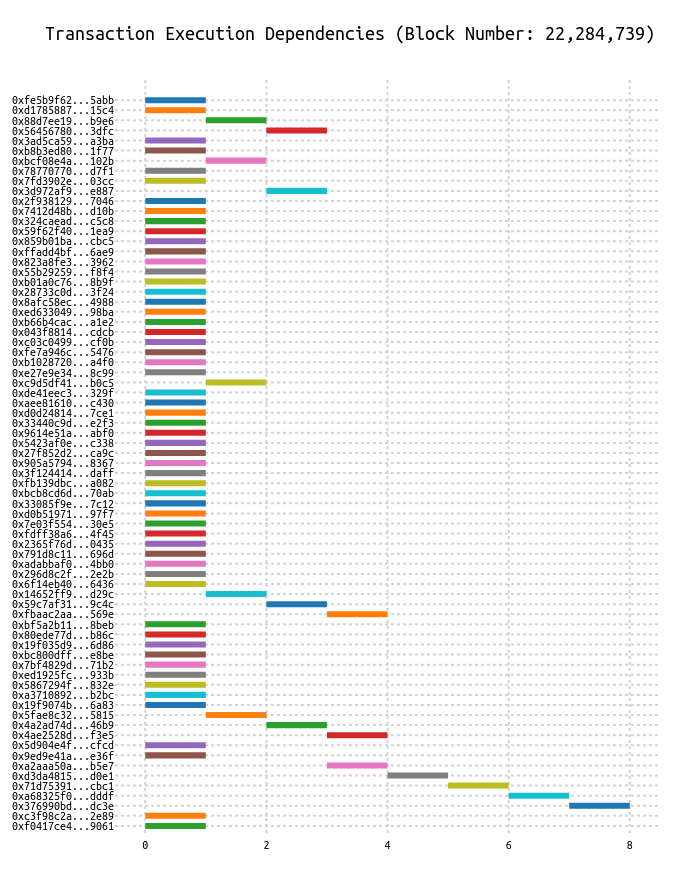 Transaction Execution Dependencies (Block Number: 22,284,739)
0xfe5b9f62...5abb
0xd1785887...15c4
0x88d7ee19...b9e6
0x56456780...3dfc
0x3ad5ca59...a3ba
0xb8b3ed80...1f77
0xbcf08e4a...102b
0x78770770...d7f1
0x7fd3902e...03cc
0x3d972af9...e887
0x2f938129...7046
0x7412d48b...d10b
0x324caead...c5c8
0x59f62f40...1ea9
0x859b01ba...cbc5
0xffadd4bf...6ae9
0x823a8fe3...3962
0x55b29259...f8f4
0xb01a0c76...8b9f
0x28733c0d...3f24
0x8afc58ec...4988
0xed633049...98ba
0xb66b4cac...a1e2
0x043f8814...cdcb
0xc03c0499...cf0b
0xfe7a946c...5476
0xb1028720...a4f0
0xe27e9e34...8c99
0xc9d5df41...b0c5
0xde41eec3...329f
0xaee81610...c430
0xd0d24814...7ce1
0x33440c9d...e2f3
0x9614e51a...abf0
0x5423af0e...c338
0x27f852d2...ca9c
0x905a5794...8367
0x3f124414...daff
0xfb139dbc...a082
0xbcb8cd6d...70ab
0x33085f9e...7c12
0xd0b51971...97f7
0x7e03f554...30e5
0xfdff38a6...4f45
0x2365f76d...0435
0x791d8c11...696d
0xadabbaf0...4bb0
0x296d8c2f...2e2b
0x6f14eb40...6436
0x14652ff9...d29c
0x59c7af31...9c4c
0xfbaac2aa...569e
0xbf5a2b11...8beb
0x80ede77d...b86c
0x19f035d9...6d86
0xbc800dff...e8be
0x7bf4829d...71b2
0xed1925fc...933b
0x5867294f...832e
0xa3710892...b2bc
0x19f9074b...6a83
0x5fae8c32...5815
0x4a2ad74d...46b9
0x4ae2528d...f3e5
0x5d904e4f...cfcd
0x9ed9e41a...e36f
0xa2aaa50a...b5e7
0xd3da4815...d0e1
0x71d75391...cbc1
0xa68325f0...dddf
0x376990bd...dc3e
0xc3f98c2a...2e89
0xf0417ce4...9061
0 2 4 6 8